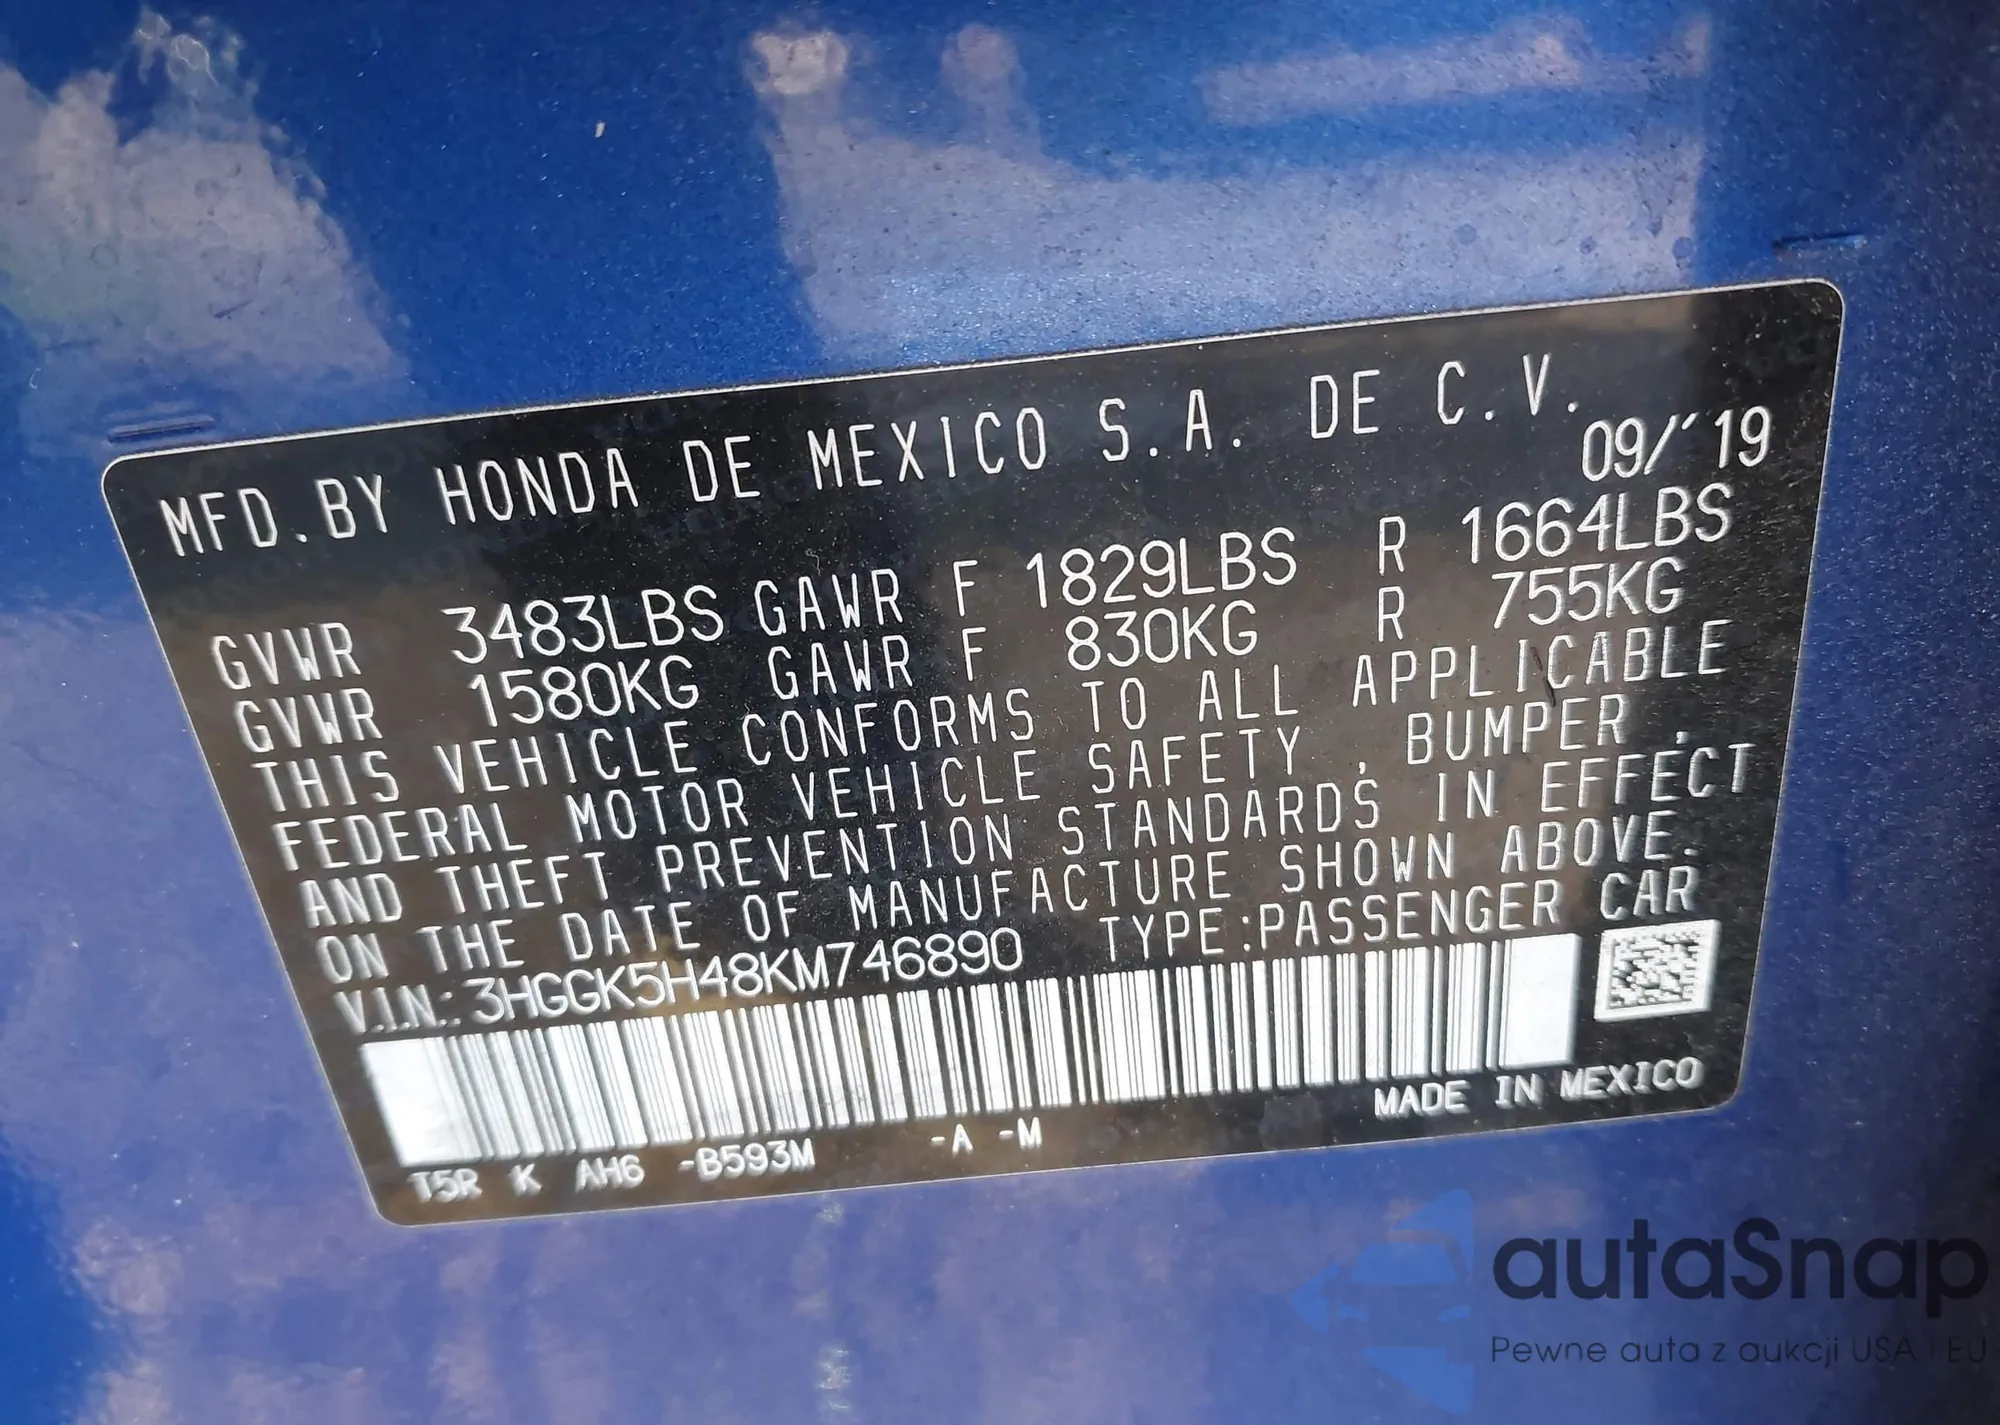 MFD.BY HONDA DE MEXICO S.A. DE C.V.
09/'19
GVWR 3483LBS GAWR F 1829LBS R 1664LBS
GVWR 1580KG GAWR F 830KG R 755KG
THIS VEHICLE CONFORMS TO ALL APPLICABLE
FEDERAL MOTOR VEHICLE SAFETY, BUMPER,
AND THEFT PREVENTION STANDARDS IN EFFECT
ON THE DATE OF MANUFACTURE SHOWN ABOVE.
V.I.N.: 3HGGK5H48KM746890 TYPE:PASSENGER CAR
MADE IN MEXICO
T5R K AH6 -B593M -A -M
autaSnap
Pewne auta z aukcji USA i EU